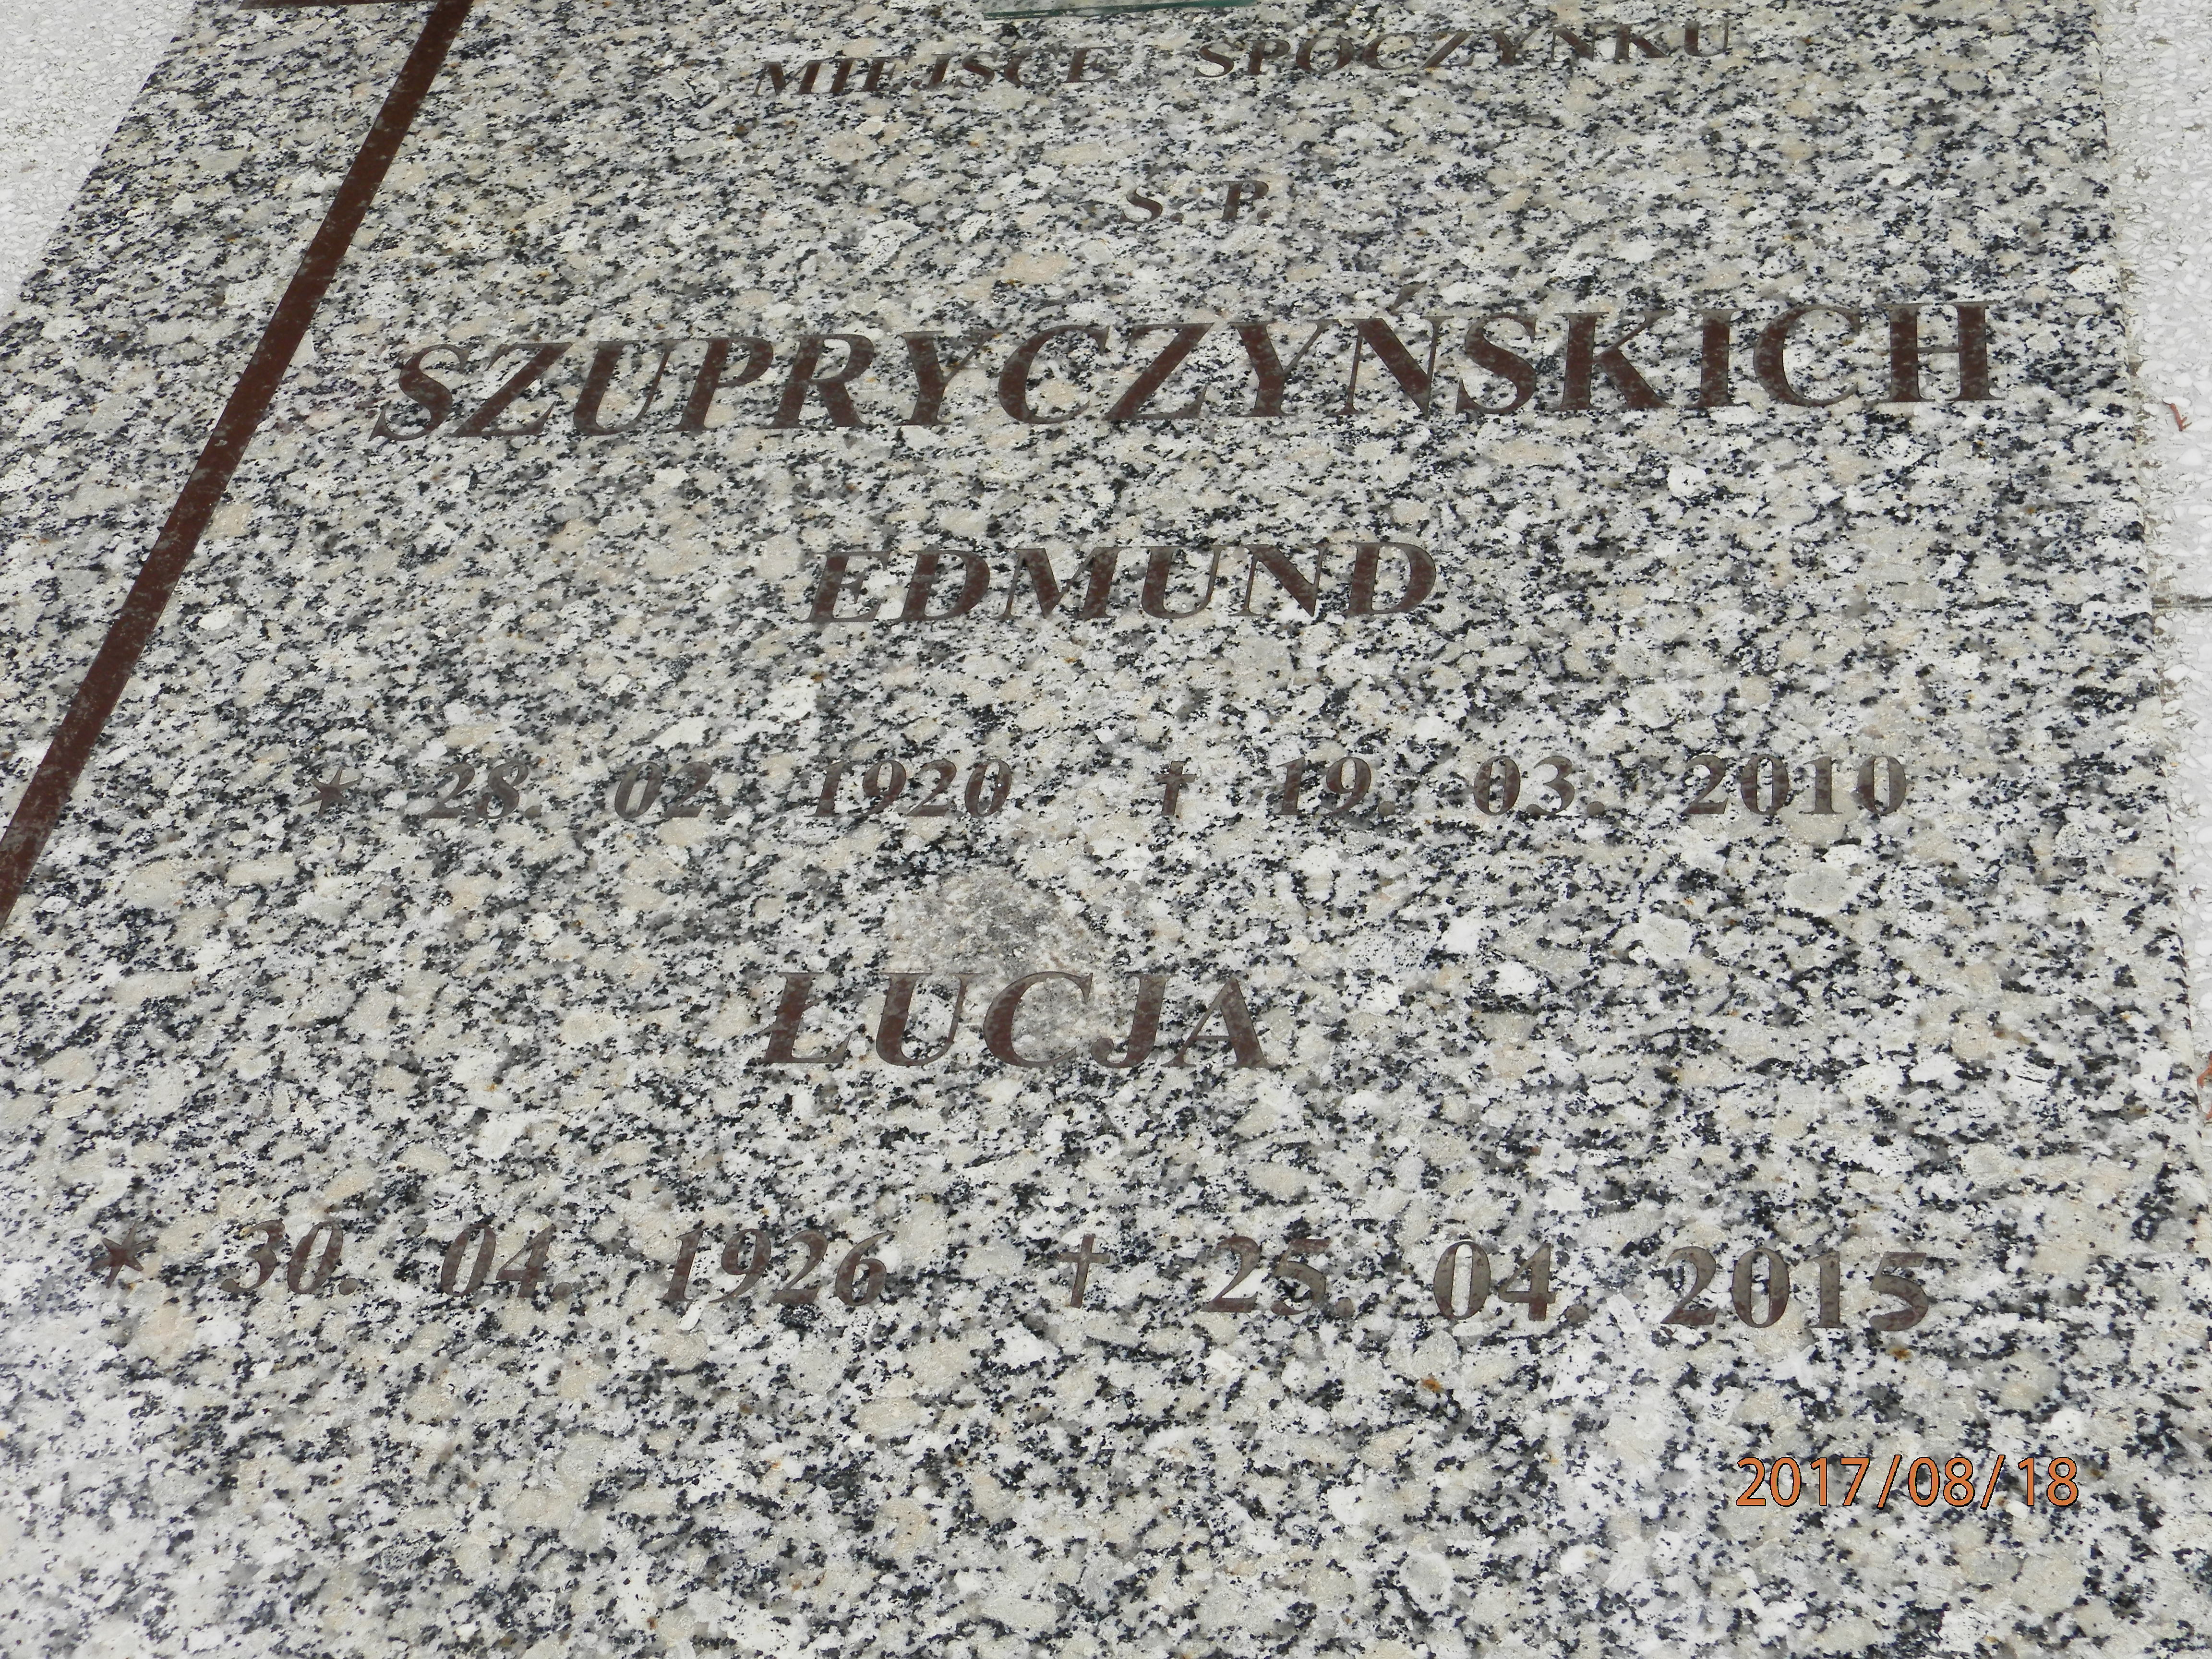 MIEJSCE SPOCZYNKU
Ś. P.
SZUPRYCZYŃSKICH
EDMUND
* 28. 02. 1920 † 19. 03. 2010
ŁUCJA
* 30. 04. 1926 † 25. 04. 2015
2017/08/18